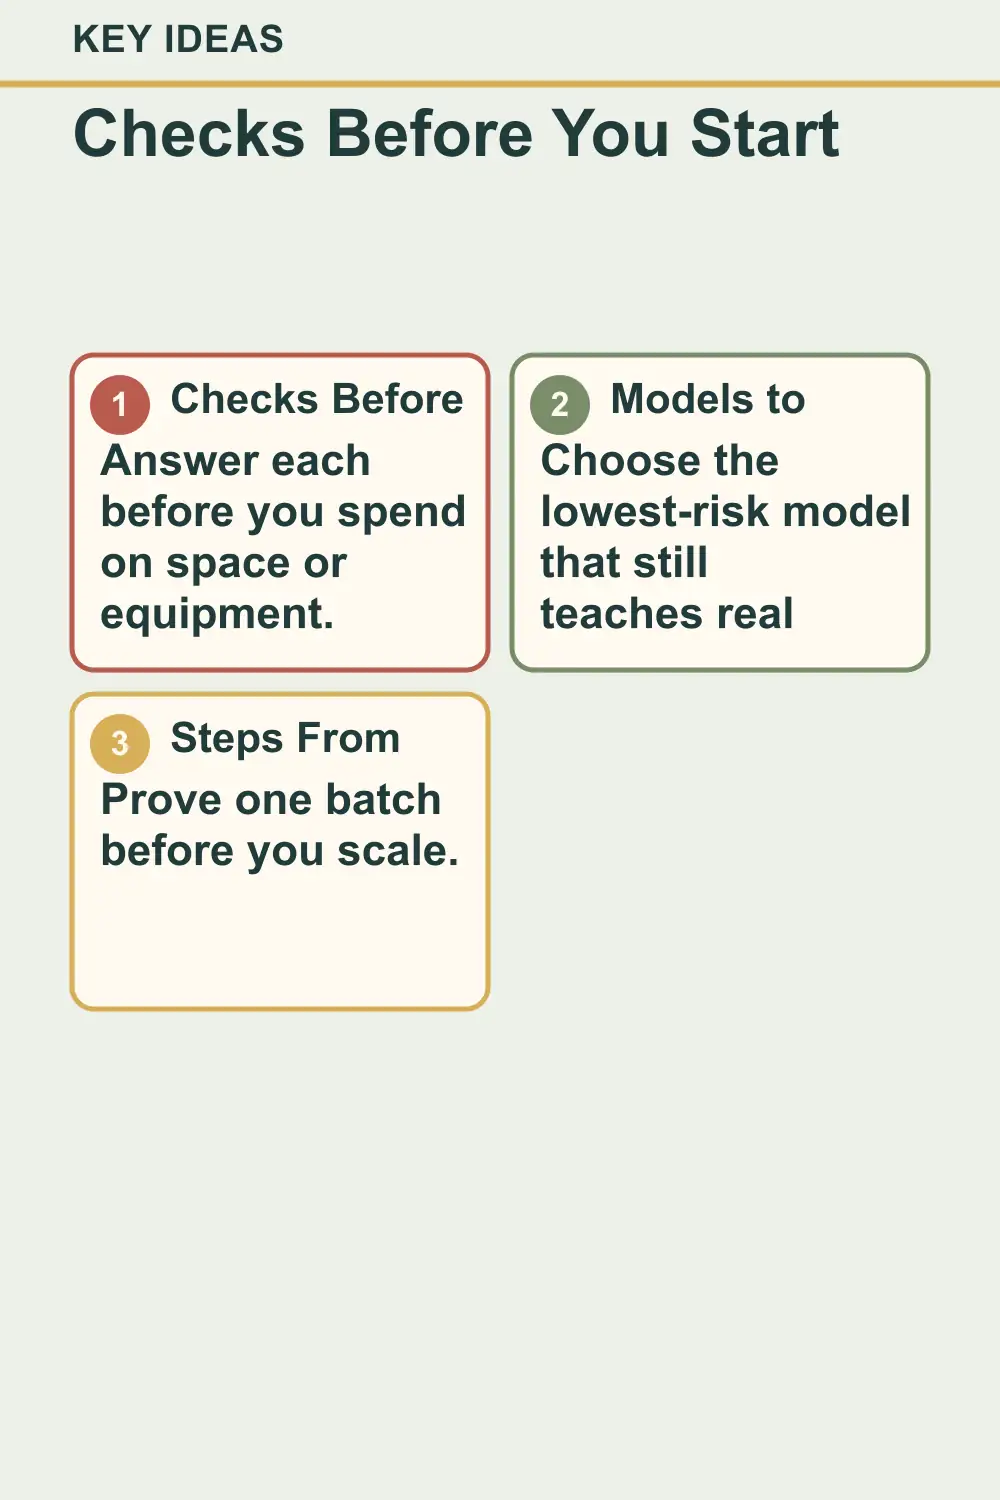 KEY IDEAS
Checks Before You Start
1 Checks Before
Answer each
before you spend
on space or
equipment.
2 Models to
Choose the
lowest-risk model
that still
teaches real
3 Steps From
Prove one batch
before you scale.